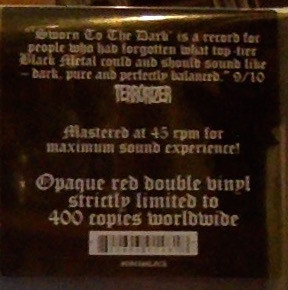 "Sworn To The Dark" is a record for
people who had forgotten what top-tier
Black Metal could and should sound like
– dark, pure and perfectly balanced." 9/10
TERRORIZER
Mastered at 45 rpm for
maximum sound experience!
Opaque red double vinyl
strictly limited to
400 copies worldwide